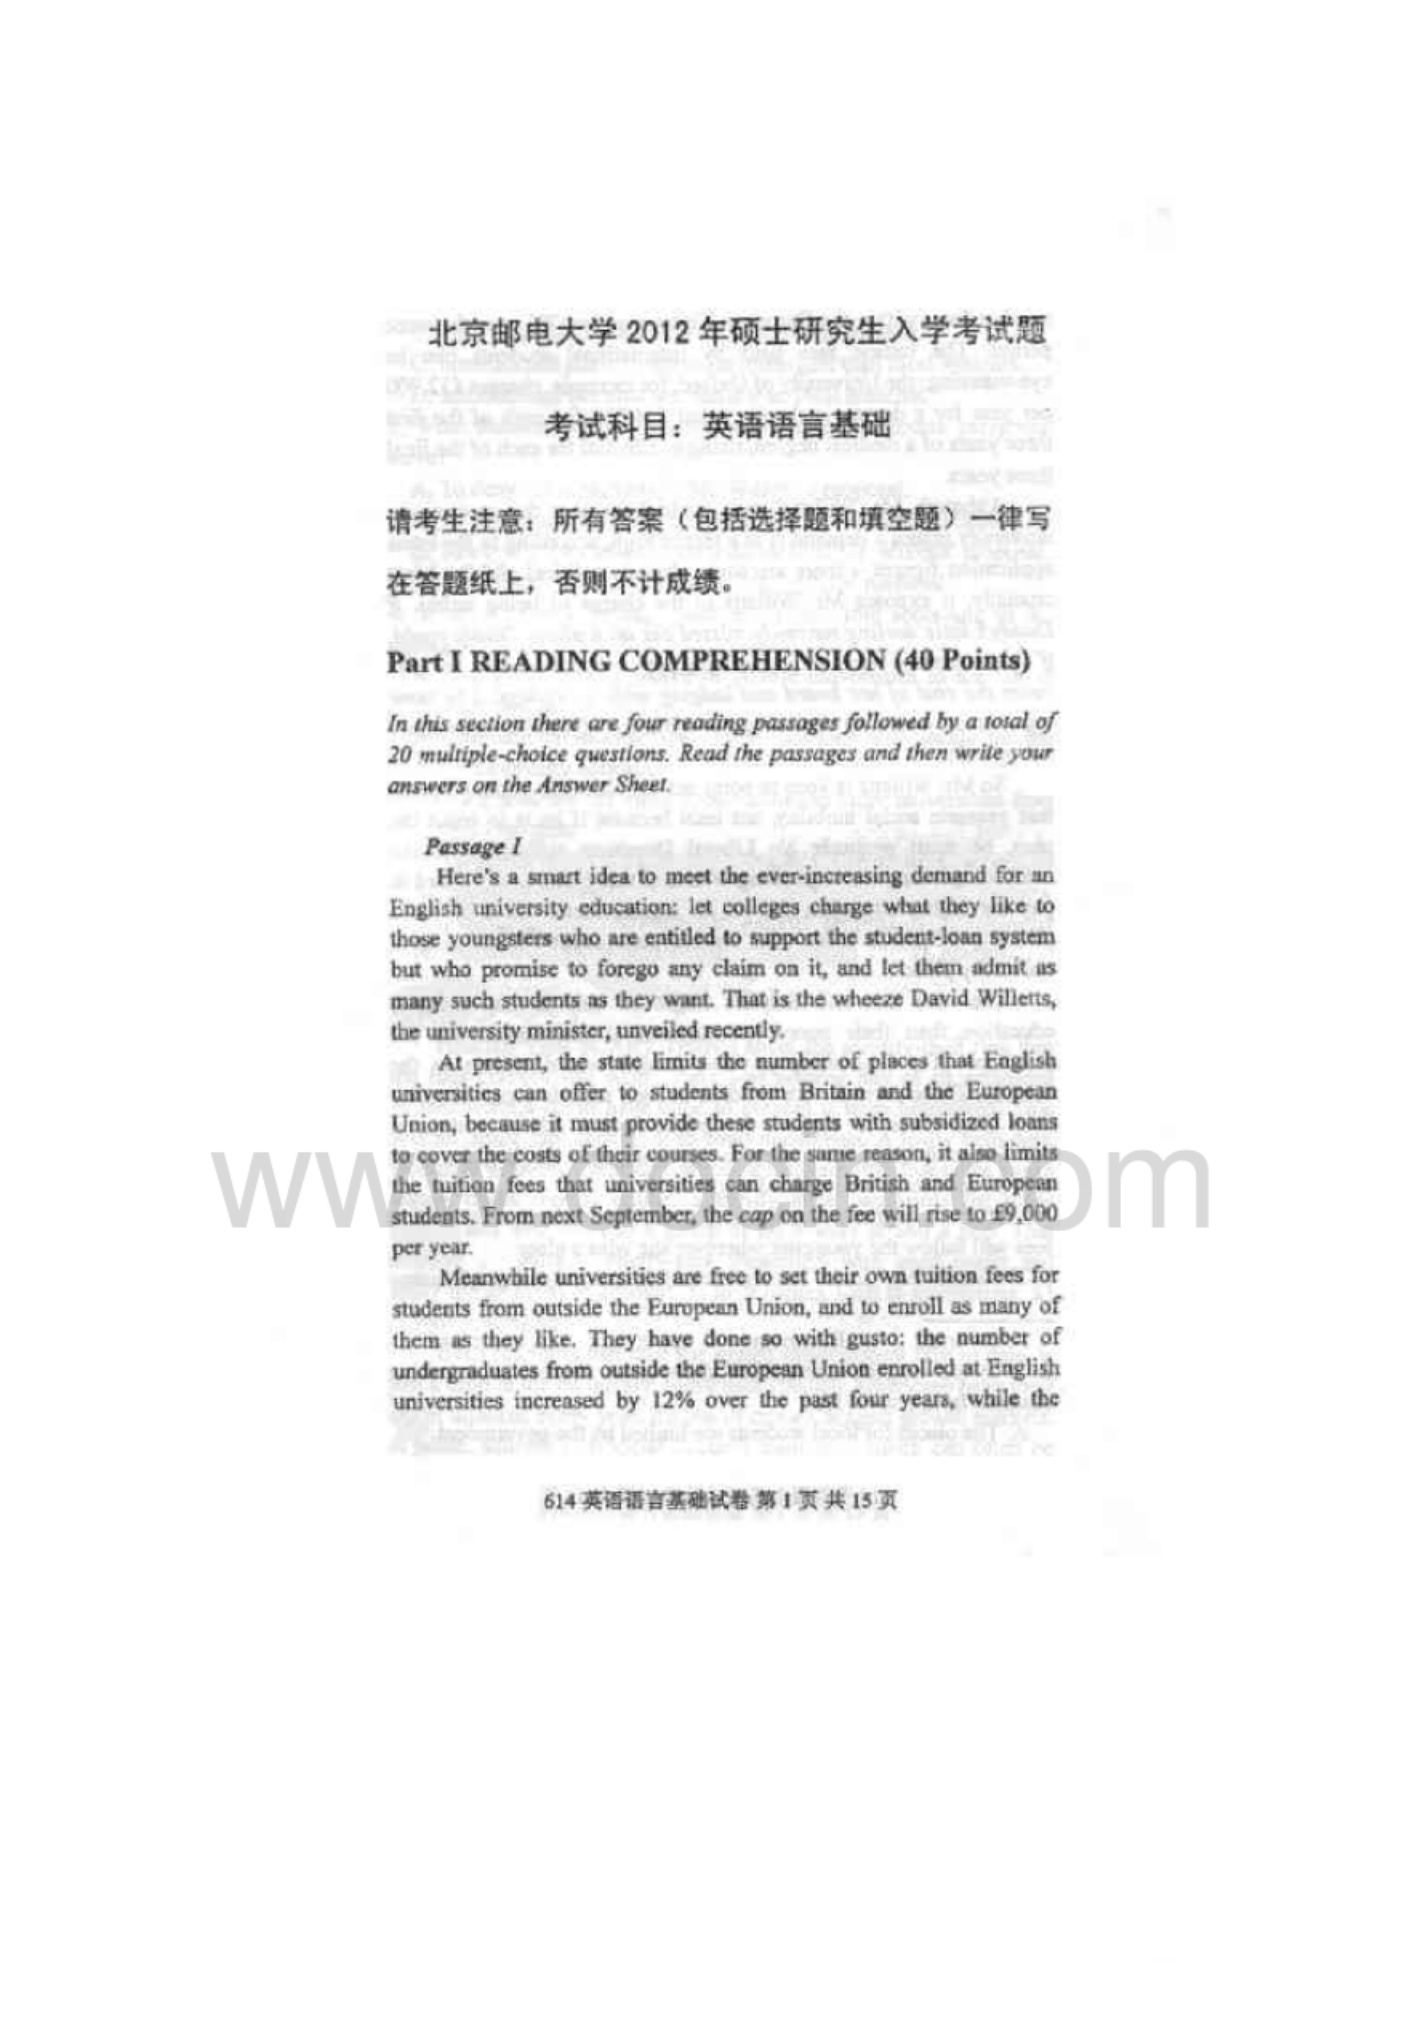 北京邮电大学 2012 年硕士研究生入学考试题
考试科目：英语语言基础
请考生注意：所有答案（包括选择题和填空题）一律写
在答题纸上，否则不计成绩。
Part I READING COMPREHENSION (40 Points)
In this section there are four reading passages followed by a total of
20 multiple-choice questions. Read the passages and then write your
answers on the Answer Sheet.
Passage I
Here's a smart idea to meet the ever-increasing demand for an
English university education: let colleges charge what they like to
those youngsters who are entitled to support the student-loan system
but who promise to forego any claim on it, and let them admit as
many such students as they want. That is the wheeze David Willetts,
the university minister, unveiled recently.
At present, the state limits the number of places that English
universities can offer to students from Britain and the European
Union, because it must provide these students with subsidized loans
to cover the costs of their courses. For the same reason, it also limits
the tuition fees that universities can charge British and European
students. From next September, the cap on the fee will rise to £9,000
per year.
Meanwhile universities are free to set their own tuition fees for
students from outside the European Union, and to enroll as many of
them as they like. They have done so with gusto: the number of
undergraduates from outside the European Union enrolled at English
universities increased by 12% over the past four years, while the
614 英语语言基础试卷 第 1 页 共 15 页
www.docin.com